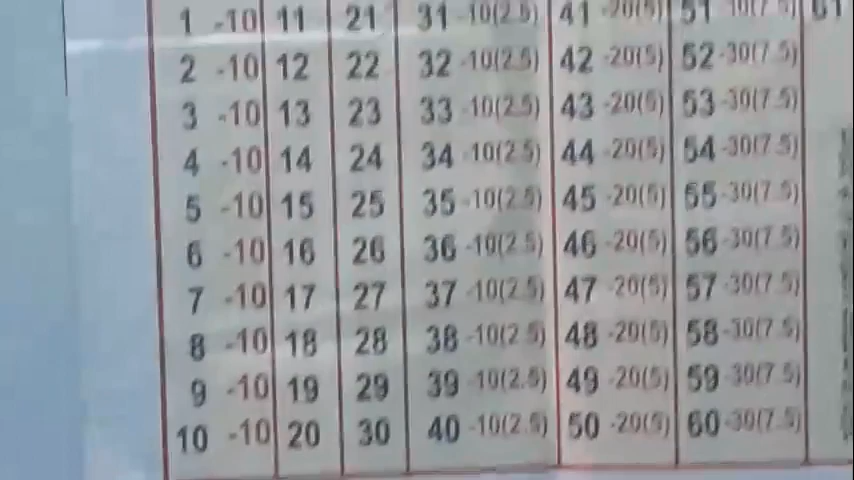 1 -10 11 21 31 -10(2.5) 41 -20(5) 51 -10(7.5) 61
2 -10 12 22 32 -10(2.5) 42 -20(5) 52 -30(7.5)
3 -10 13 23 33 -10(2.5) 43 -20(5) 53 -30(7.5)
4 -10 14 24 34 -10(2.5) 44 -20(5) 54 -30(7.5)
5 -10 15 25 35 -10(2.5) 45 -20(5) 55 -30(7.5)
6 -10 16 26 36 -10(2.5) 46 -20(5) 56 -30(7.5)
7 -10 17 27 37 -10(2.5) 47 -20(5) 57 -30(7.5)
8 -10 18 28 38 -10(2.5) 48 -20(5) 58 -30(7.5)
9 -10 19 29 39 -10(2.5) 49 -20(5) 59 -30(7.5)
10 -10 20 30 40 -10(2.5) 50 -20(5) 60 -30(7.5)